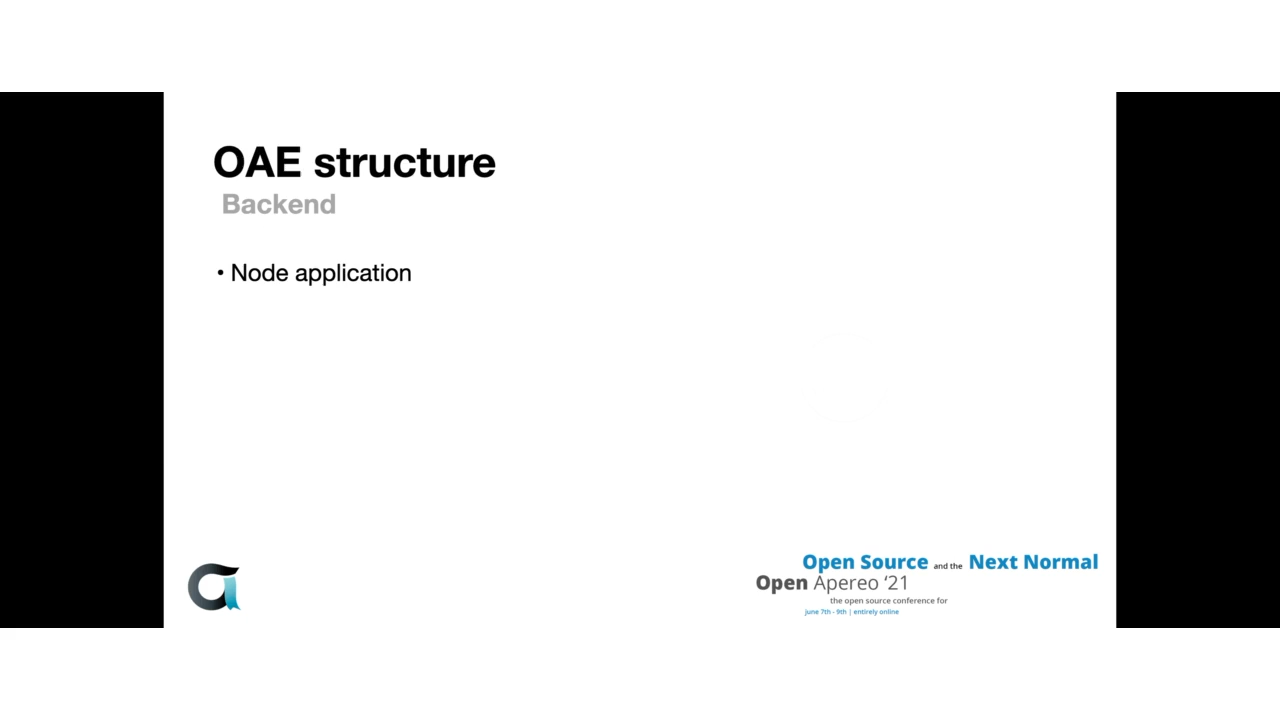 OAE structure
Backend
• Node application
Open Source and the Next Normal
Open Apereo ‘21
the open source conference for
june 7th - 9th | entirely online